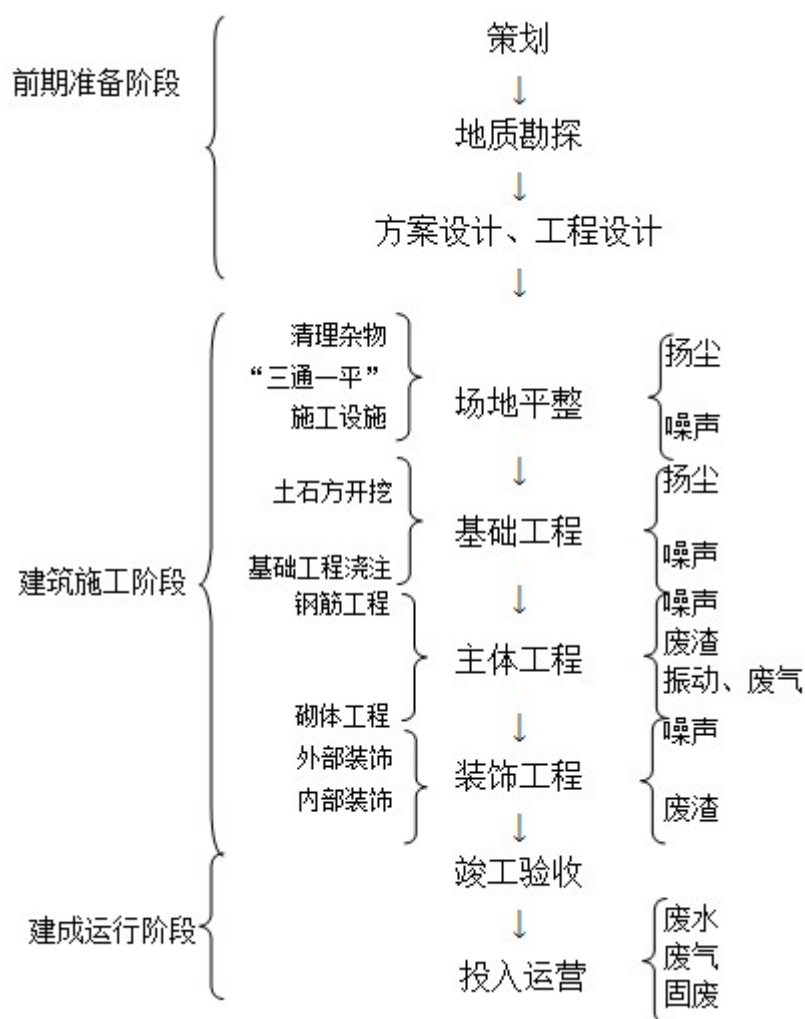 策划
前期准备阶段
↓
地质勘探
↓
方案设计、工程设计
↓
清理杂物
“三通一平”
施工设施
场地平整
扬尘
噪声
↓
土石方开挖
基础工程浇注
基础工程
扬尘
噪声
建筑施工阶段
↓
钢筋工程
砌体工程
主体工程
噪声
废渣
振动、废气
↓
外部装饰
内部装饰
装饰工程
噪声
废渣
↓
竣工验收
建成运行阶段
↓
投入运营
废水
废气
固废